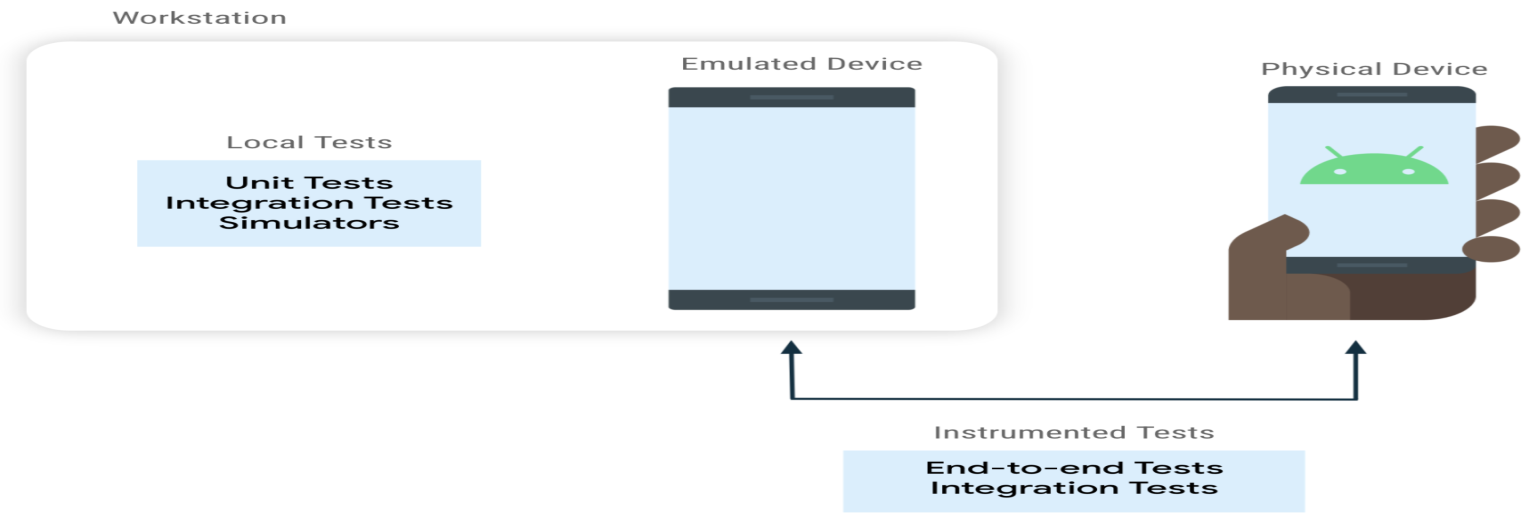 Workstation
Emulated Device
Physical Device
Local Tests
Unit Tests
Integration Tests
Simulators
Instrumented Tests
End-to-end Tests
Integration Tests